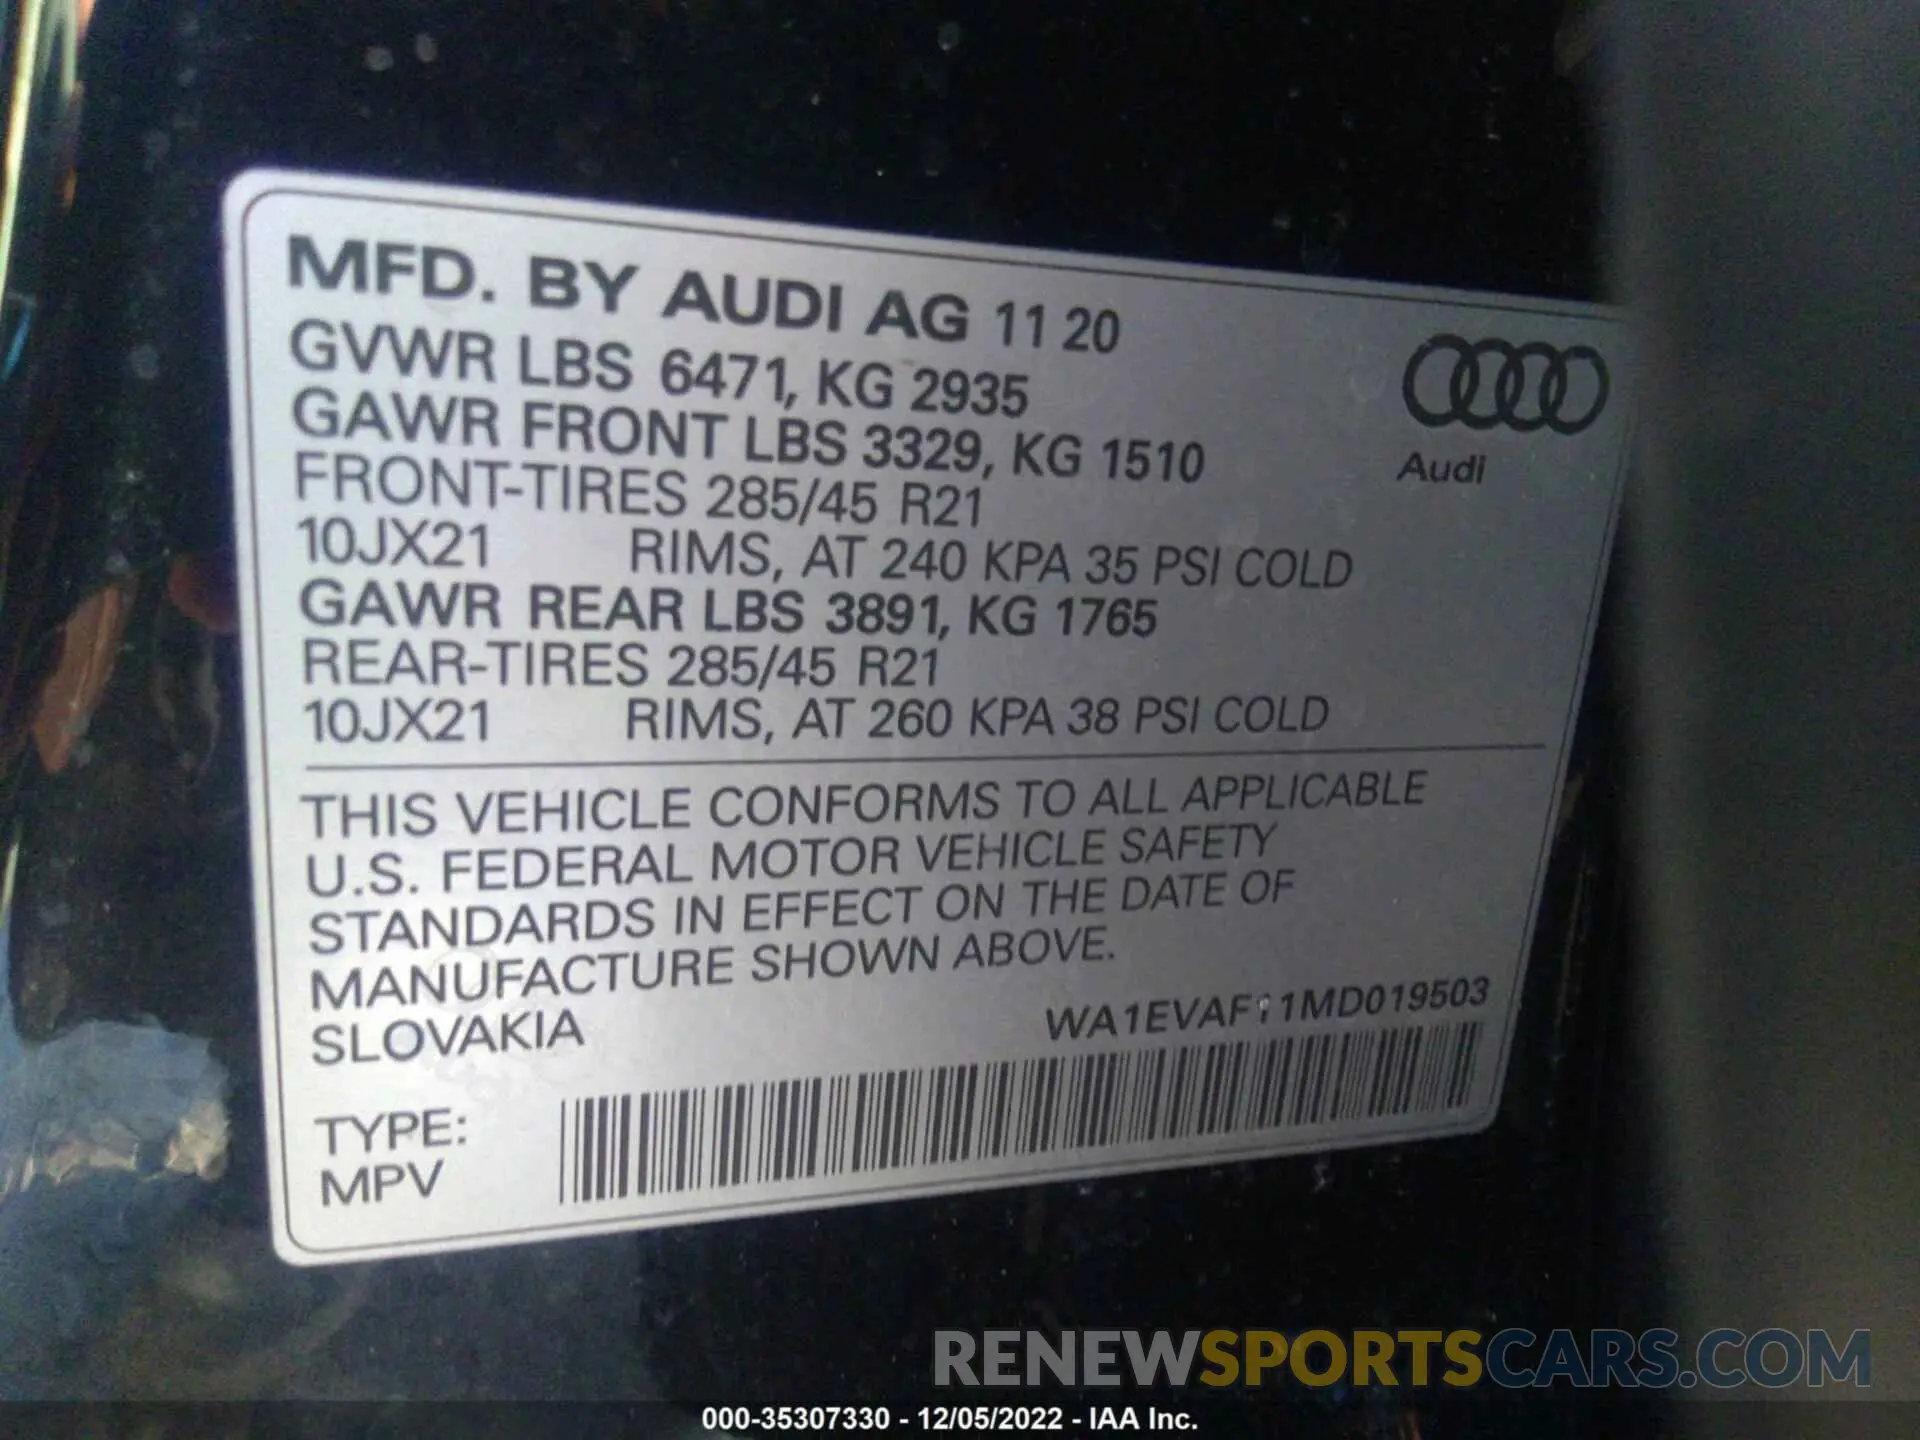 MFD. BY AUDI AG 11 20
GVWR LBS 6471, KG 2935
GAWR FRONT LBS 3329, KG 1510
FRONT-TIRES 285/45 R21
10JX21 RIMS, AT 240 KPA 35 PSI COLD
GAWR REAR LBS 3891, KG 1765
REAR-TIRES 285/45 R21
10JX21 RIMS, AT 260 KPA 38 PSI COLD
Audi
THIS VEHICLE CONFORMS TO ALL APPLICABLE
U.S. FEDERAL MOTOR VEHICLE SAFETY
STANDARDS IN EFFECT ON THE DATE OF
MANUFACTURE SHOWN ABOVE.
SLOVAKIA
TYPE:
MPV
RENEWSPORTSCARS.COM
000-35307330 - 12/05/2022 - IAA Inc.